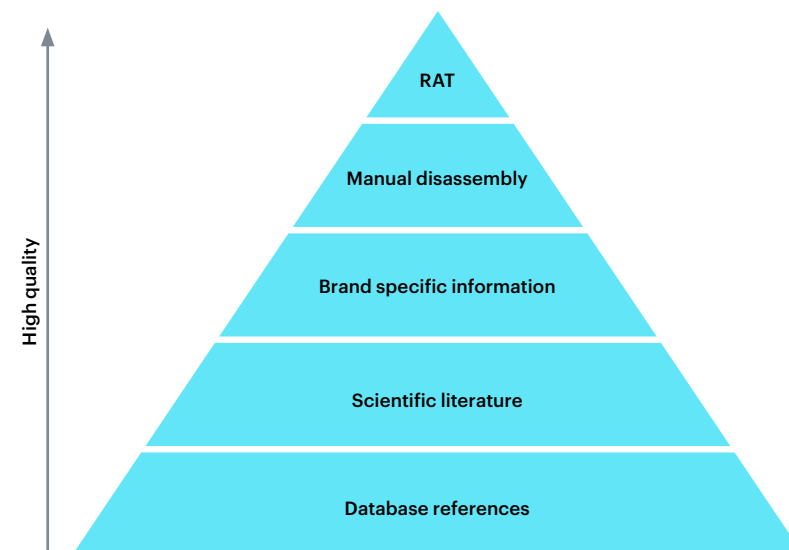 RAT
Manual disassembly
Brand specific information
High quality
Scientific literature
Database references